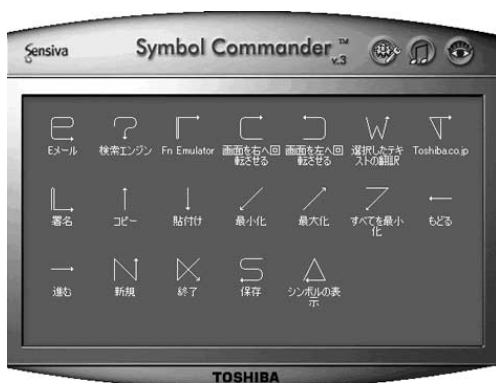 Sensiva
Symbol Commander™
v.3
Eメール 検索エンジン Fn Emulator 画面を右へ回 画面を左へ回 選択したテキ Toshiba.co.jp
転させる 転させる ストの翻訳
署名 コピー 貼付け 最小化 最大化 すべてを最小 もどる
化
進む 新規 終了 保存 シンボルの表
示
TOSHIBA